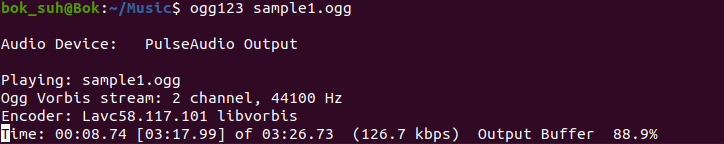 bok_suh@Bok:~/Music$ ogg123 sample1.ogg
Audio Device:   PulseAudio Output
Playing: sample1.ogg
Ogg Vorbis stream: 2 channel, 44100 Hz
Encoder: Lavc58.117.101 libvorbis
Time: 00:08.74 [03:17.99] of 03:26.73  (126.7 kbps)  Output Buffer  88.9%